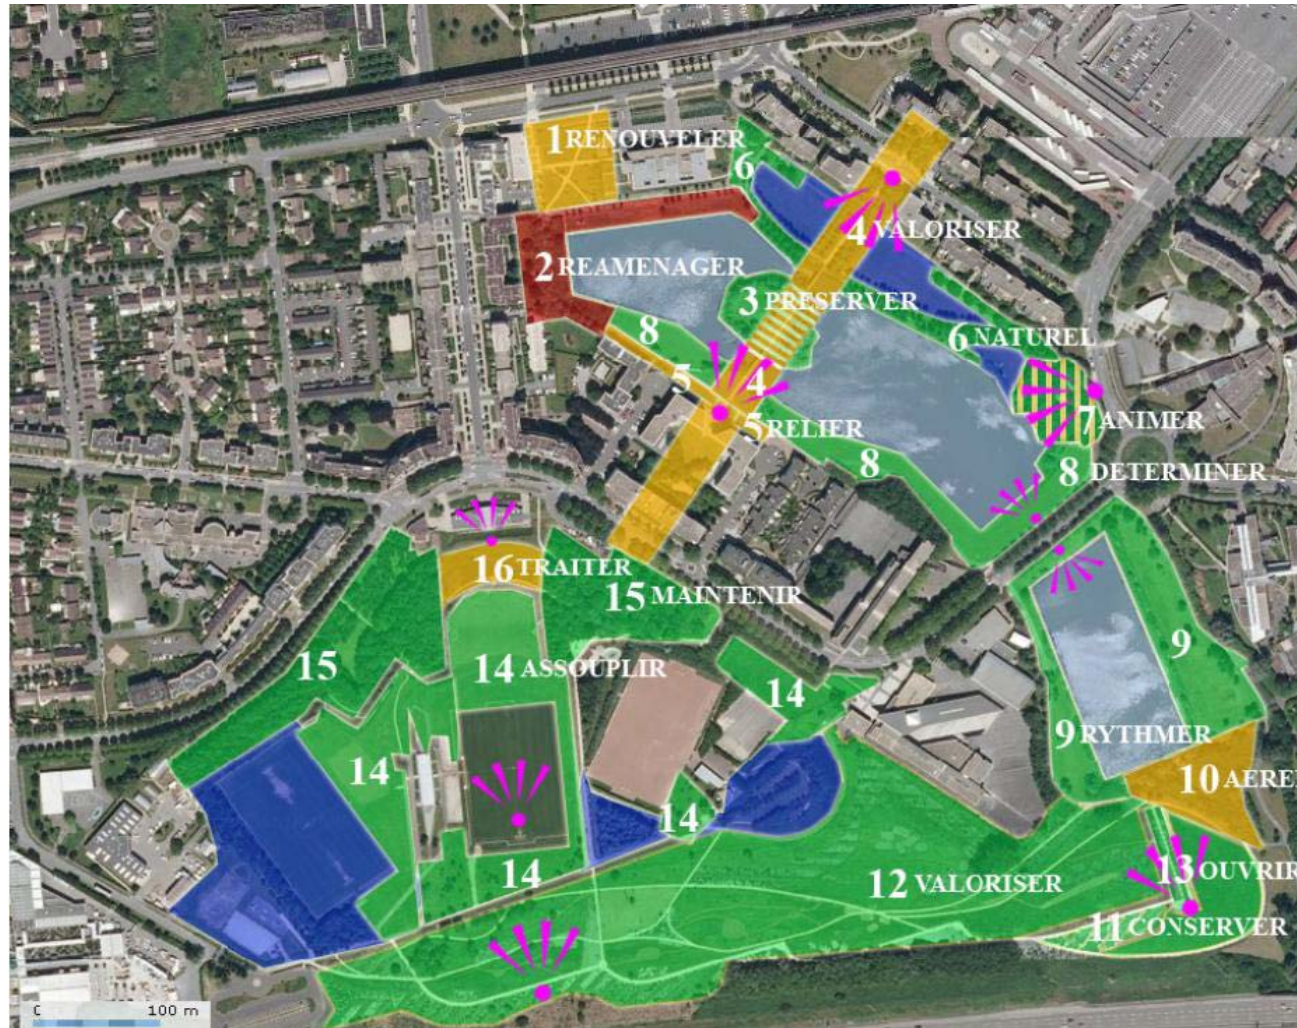 1 RENOUVELER
6
4 VALORISER
2 REAMENAGER
3 PRESERVER
8
6 NATUREL
5
4
7 ANIMER
5 RELIER
8
8 DETERMINER
16 TRAITER
15 MAINTENIR
15
14 ASSOUPLIR
14
9
9 RYTHMER
14
10 AERE
14
14
12 VALORISER
13 OUVRIR
11 CONSERVER
100 m